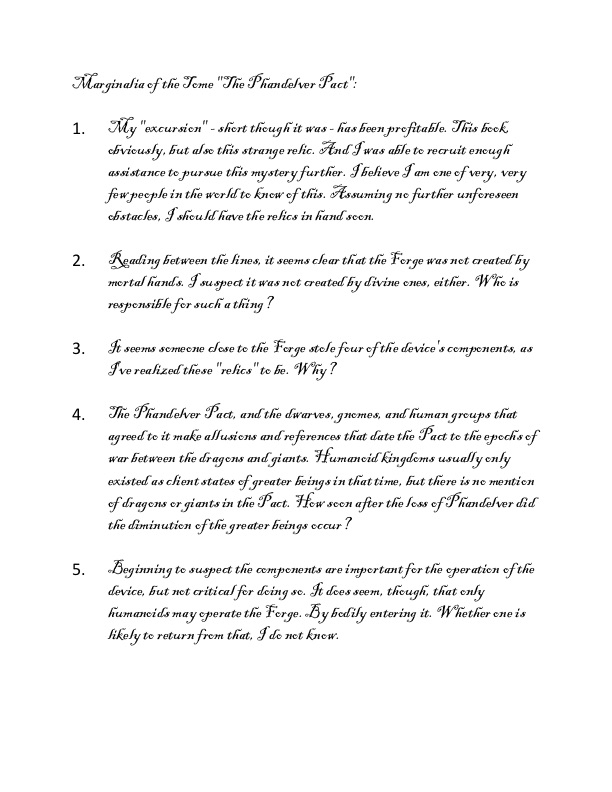 Marginalia of the Tome "The Phandelver Pact":
1. My "excursion" - short though it was - has been profitable. This book,
obviously, but also this strange relic. And I was able to recruit enough
assistance to pursue this mystery further. I believe I am one of very, very
few people in the world to know of this. Assuming no further unforeseen
obstacles, I should have the relics in hand soon.
2. Reading between the lines, it seems clear that the Forge was not created by
mortal hands. I suspect it was not created by divine ones, either. Who is
responsible for such a thing?
3. It seems someone close to the Forge stole four of the device's components, as
I've realized these "relics" to be. Why?
4. The Phandelver Pact, and the dwarves, gnomes, and human groups that
agreed to it make allusions and references that date the Pact to the epochs of
war between the dragons and giants. Humanoid kingdoms usually only
existed as client states of greater beings in that time, but there is no mention
of dragons or giants in the Pact. How soon after the loss of Phandelver did
the diminution of the greater beings occur?
5. Beginning to suspect the components are important for the operation of the
device, but not critical for doing so. It does seem, though, that only
humanoids may operate the Forge. By bodily entering it. Whether one is
likely to return from that, I do not know.